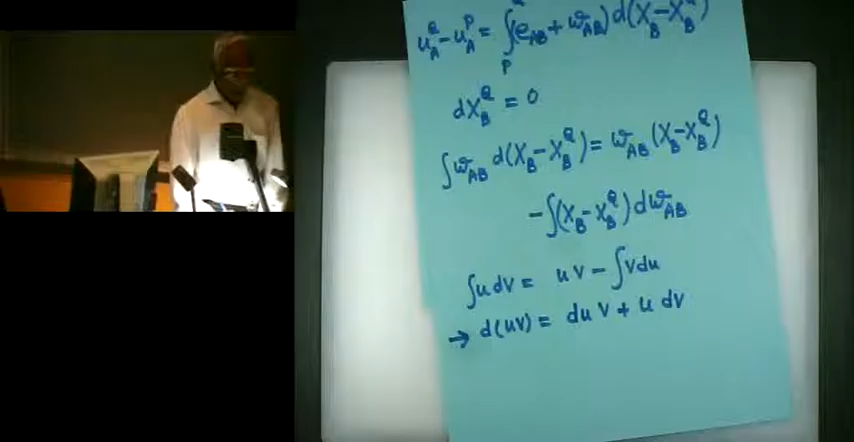 u_A^Q - u_A^P = ∫_P^Q (e_AB + ω_AB) d(X_B - X_B^Q)
dX_B^Q = 0
∫ω_AB d(X_B - X_B^Q) = ω_AB (X_B - X_B^Q)
- ∫(X_B - X_B^Q) dω_AB
∫u dv = uv - ∫v du
→ d(uv) = du v + u dv